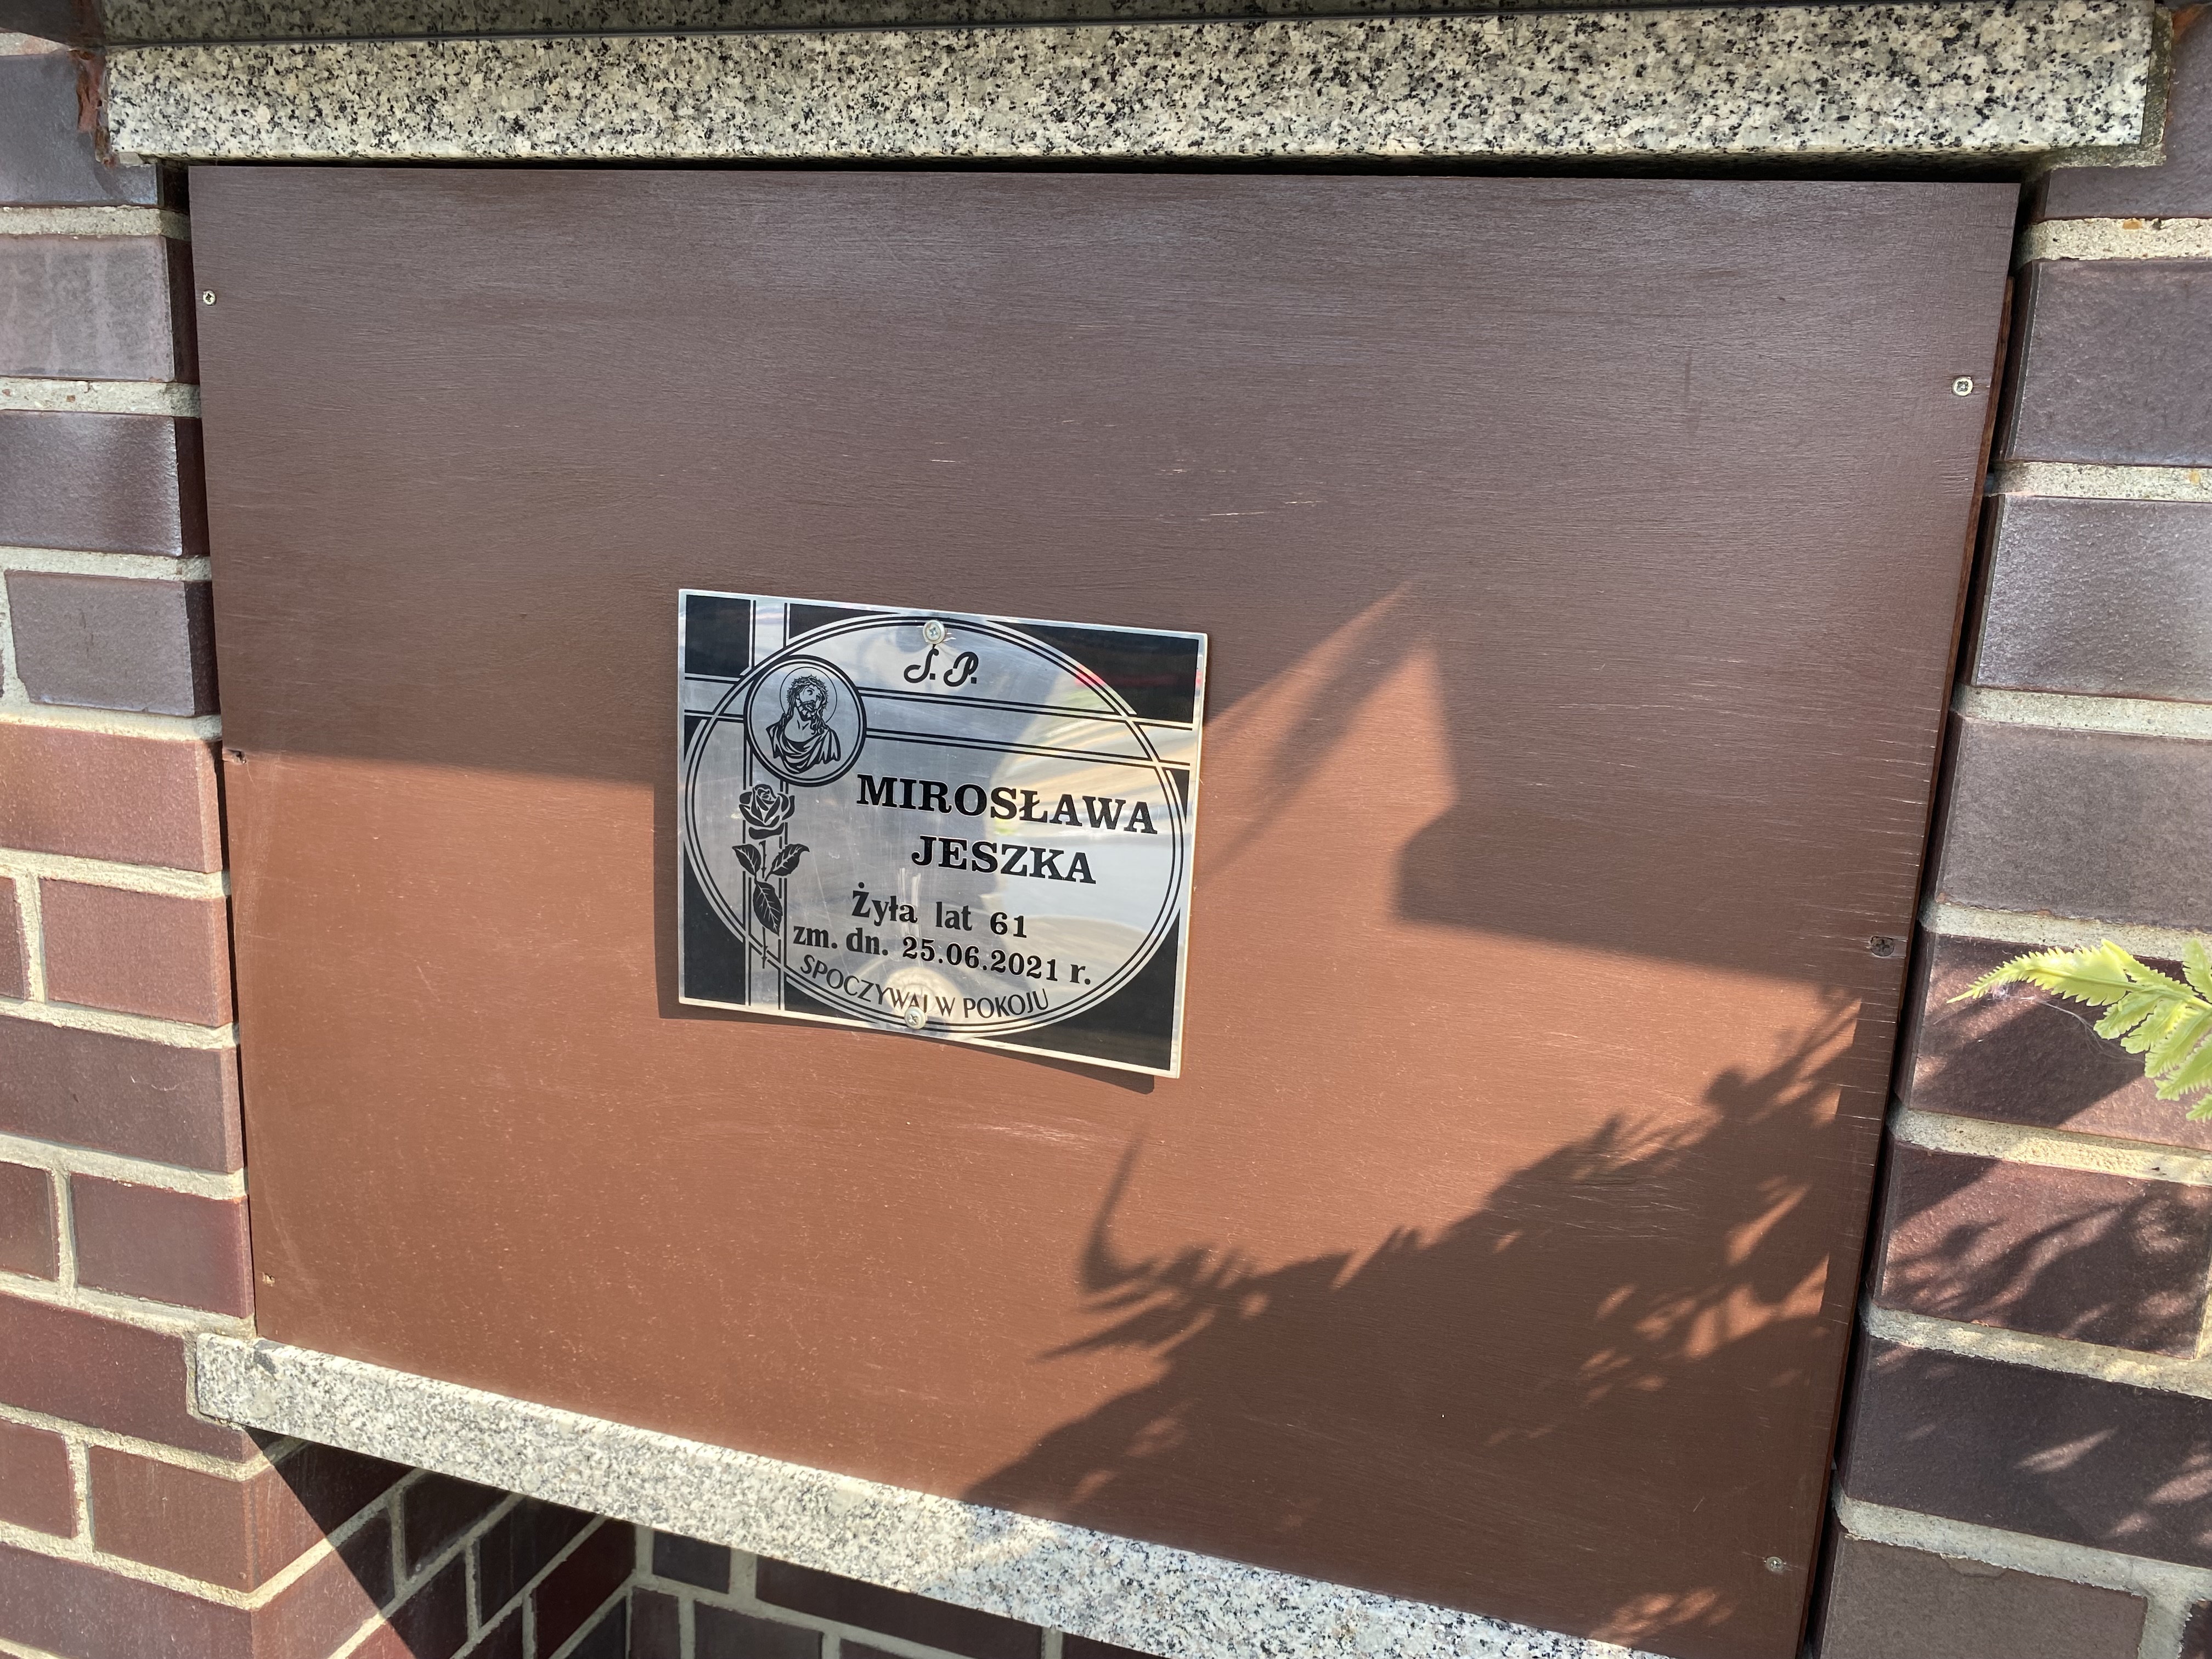 Ś.P.
MIROSŁAWA
JESZKA
Żyła lat 61
zm. dn. 25.06.2021 r.
SPOCZYWAJ W POKOJU